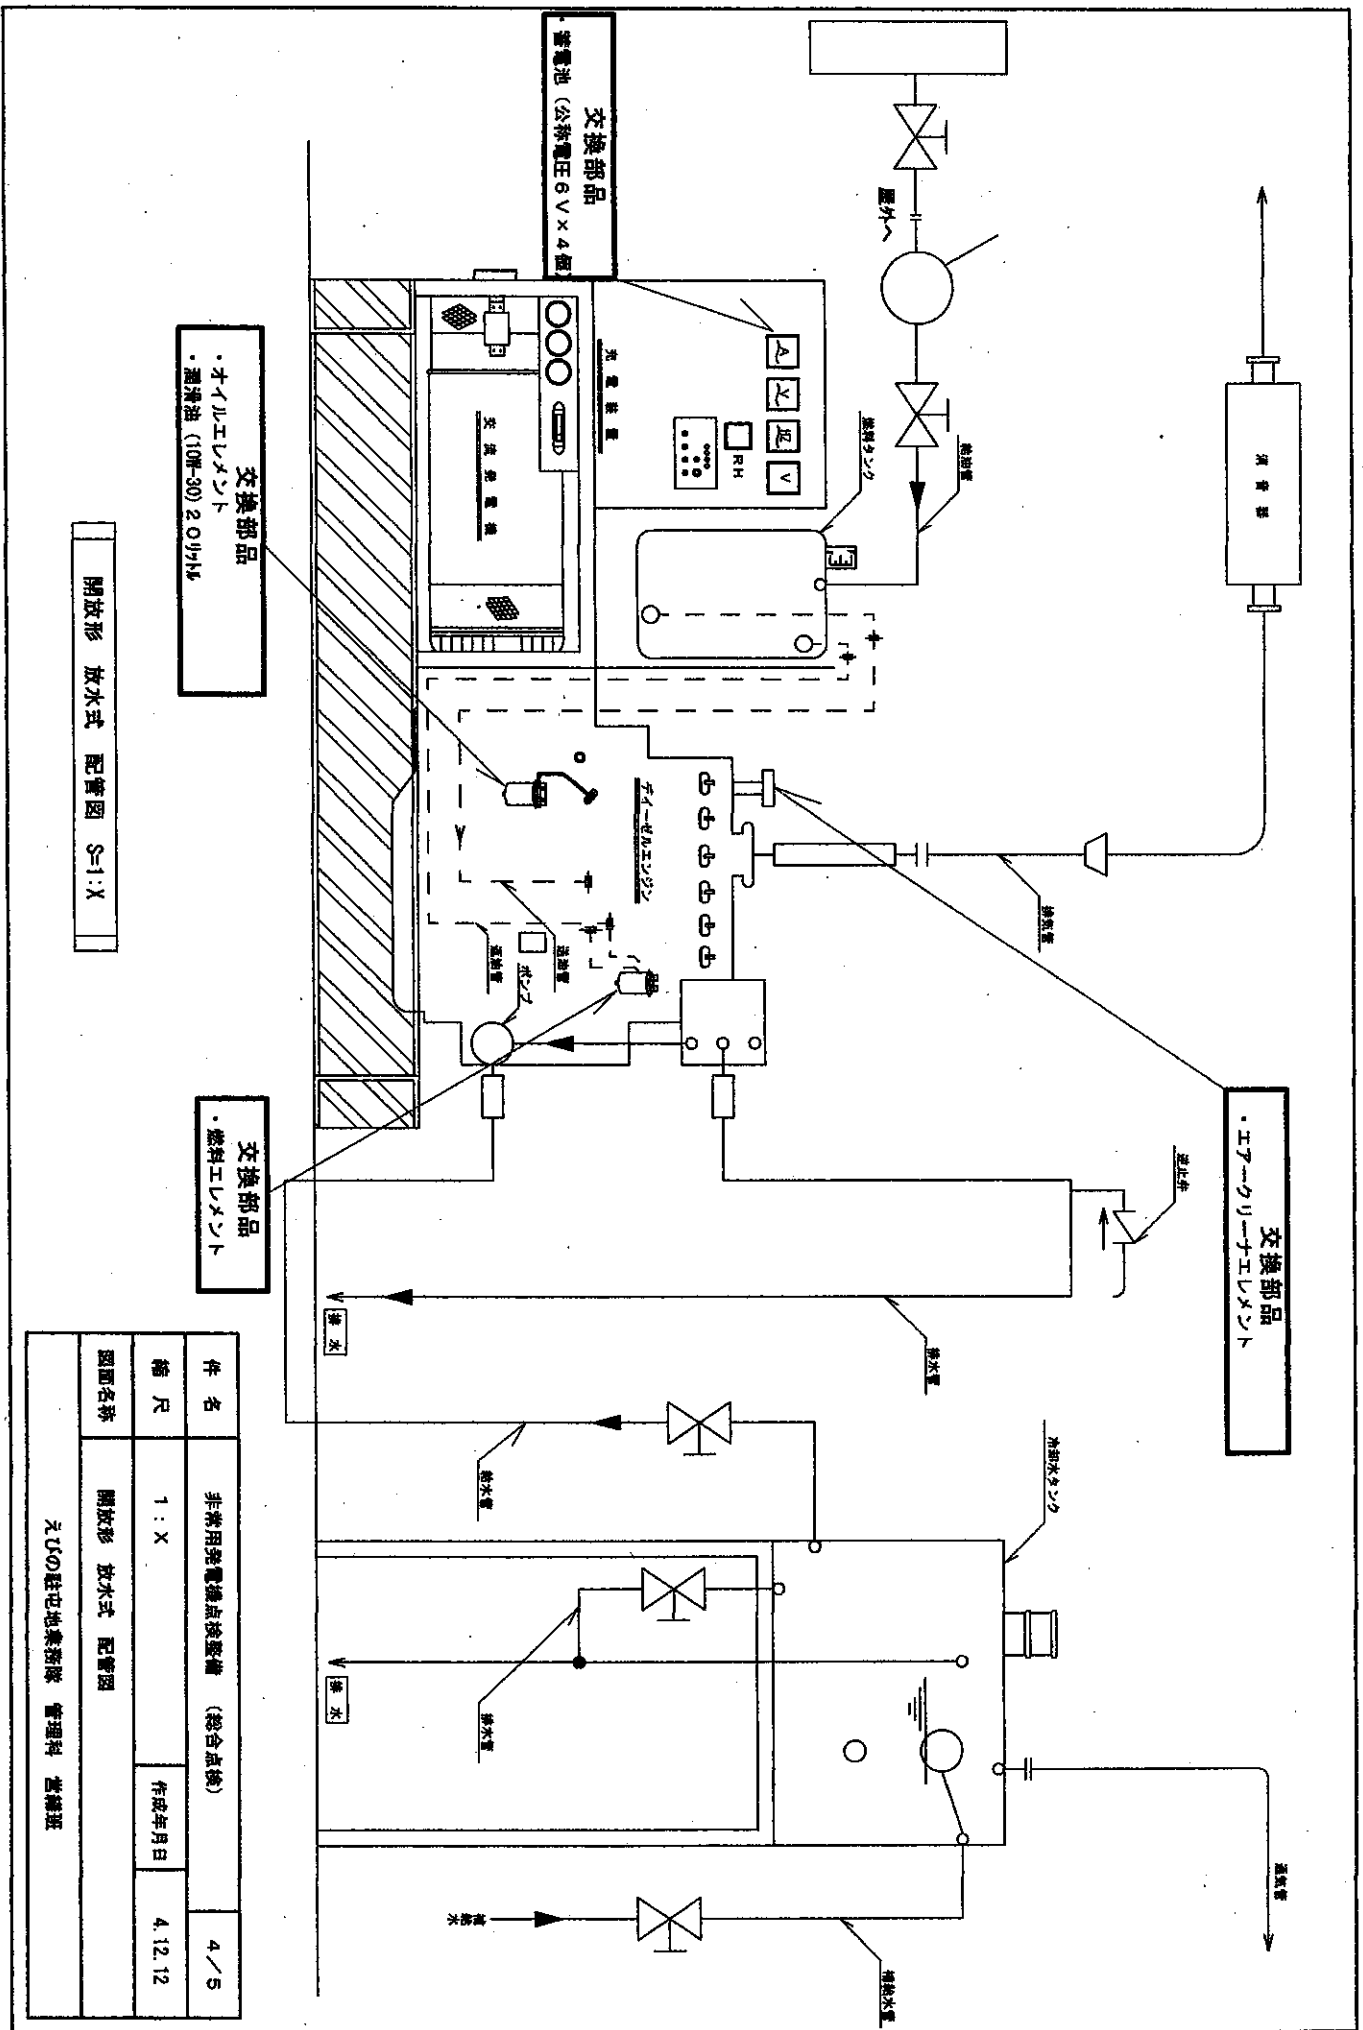 交換部品
・蓄電池（公称電圧６Ｖ×４個）
屋外へ
消音器
給油管
燃料タンク
充電装置
A
V
HZ
V
RH
交流発電機
交換部品
・オイルエレメント
・潤滑油（10W-30）２０リットル
ディーゼルエンジン
排気管
送油管
返油管
ポンプ
交換部品
・エアークリーナエレメント
逆止弁
交換部品
・燃料エレメント
排水管
排水
給水管
冷却水タンク
排水管
排水
通気管
補給水
補給水管
開放形　放水式　配管図　S=1:X
件名
非常用発電機点検整備　（総合点検）
4／5
縮尺
1：X
作成年月日
4.12.12
図面名称
開放形　放水式　配管図
えびの駐屯地業務隊　管理科　営繕班